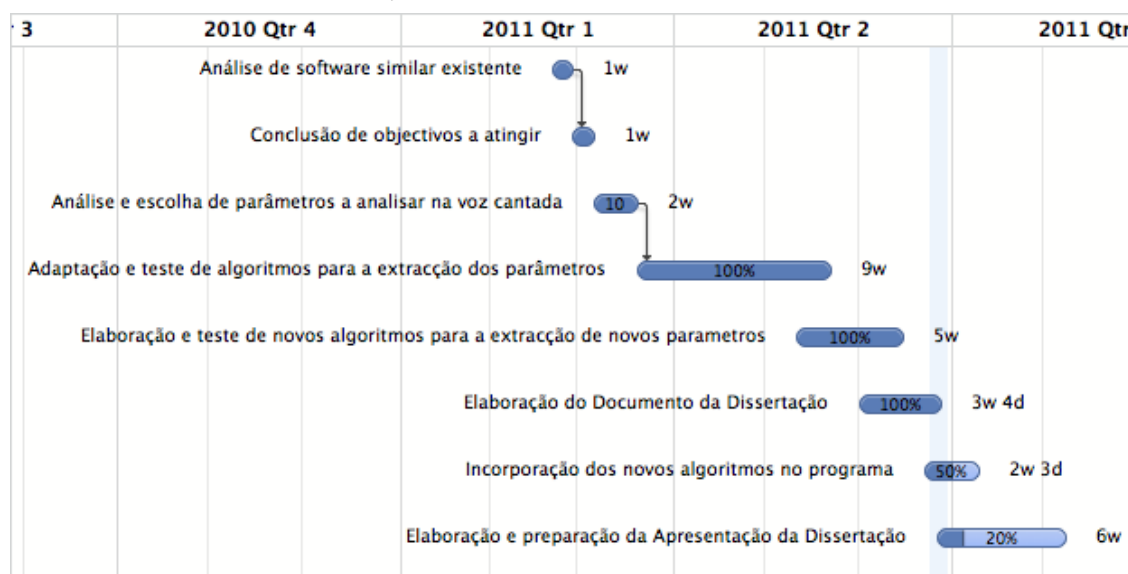 3 2010 Qtr 4 2011 Qtr 1 2011 Qtr 2 2011 Qtr
Análise de software similar existente 1w
Conclusão de objectivos a atingir 1w
Análise e escolha de parâmetros a analisar na voz cantada 10 2w
Adaptação e teste de algoritmos para a extracção dos parâmetros 100% 9w
Elaboração e teste de novos algoritmos para a extracção de novos parametros 100% 5w
Elaboração do Documento da Dissertação 100% 3w 4d
Incorporação dos novos algoritmos no programa 50% 2w 3d
Elaboração e preparação da Apresentação da Dissertação 20% 6w